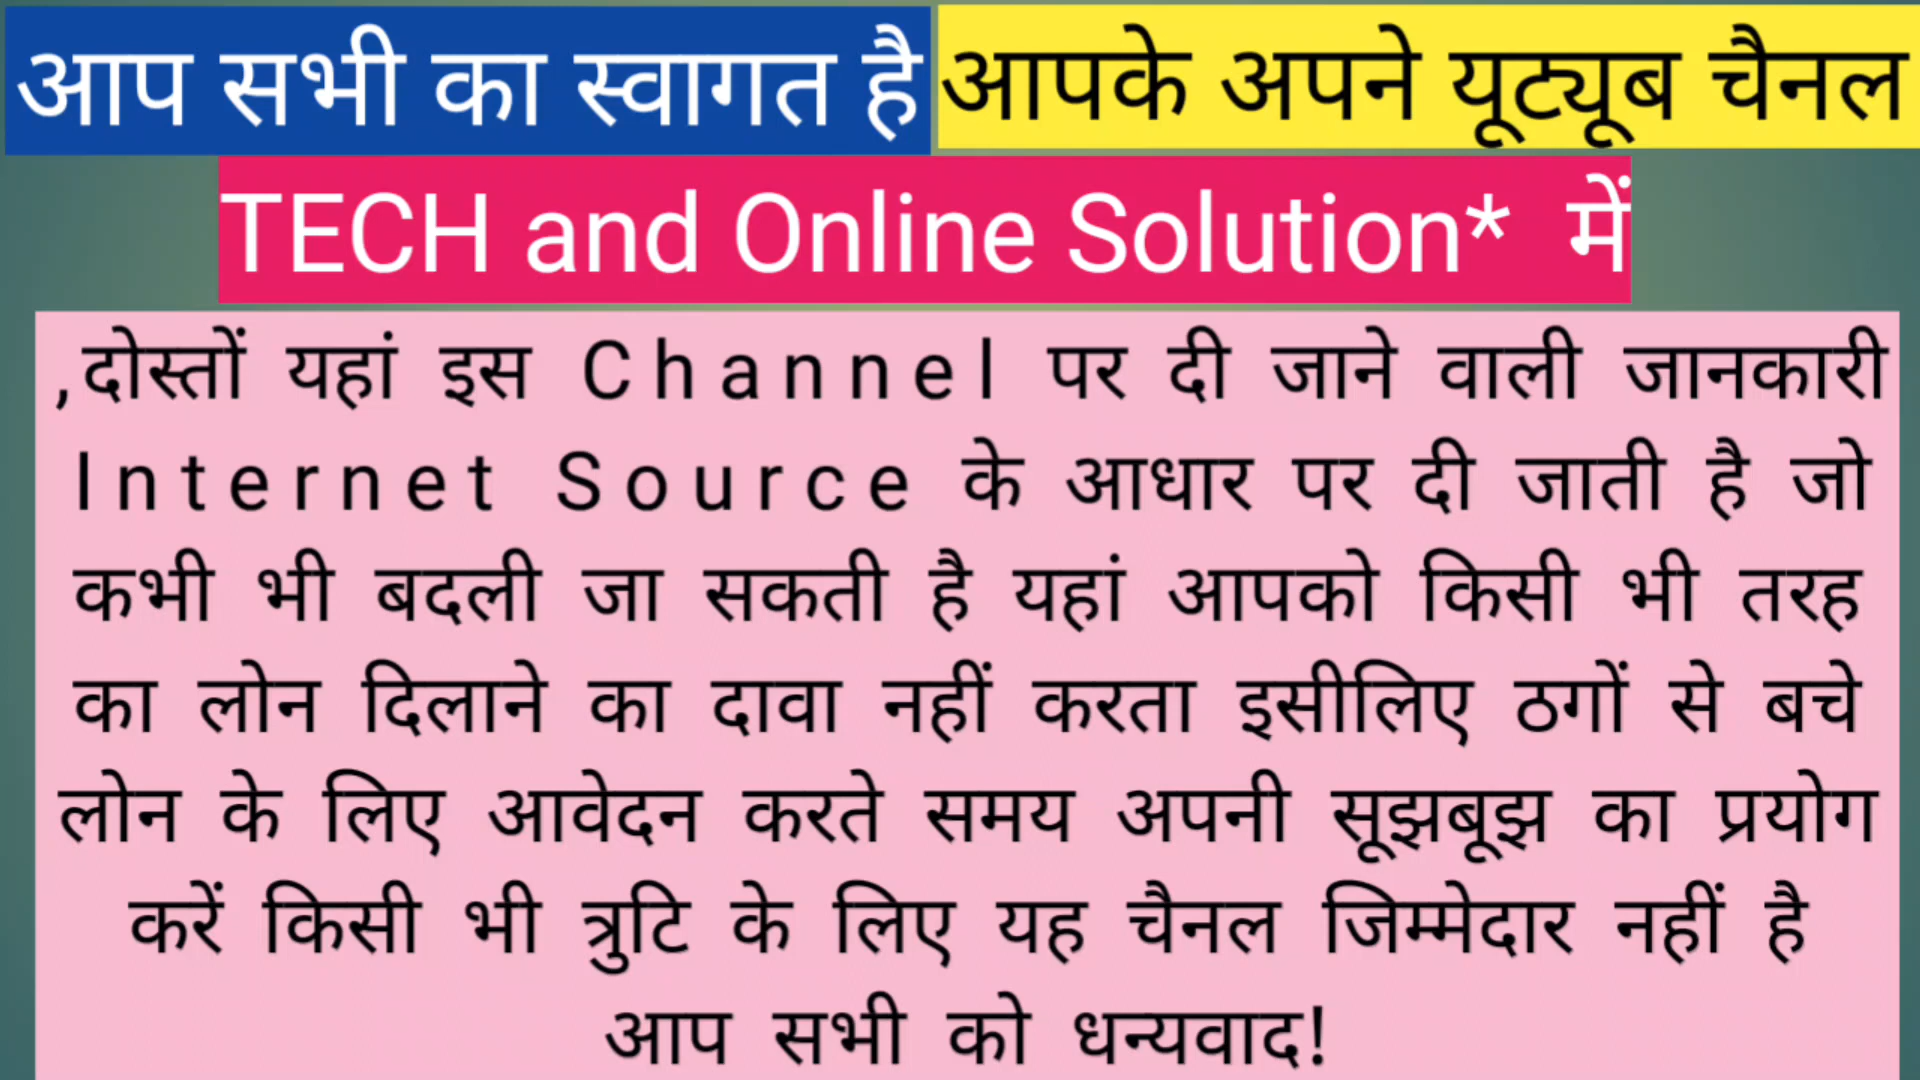 आप सभी का स्वागत है आपके अपने यूट्यूब चैनल
TECH and Online Solution* में
,दोस्तों यहां इस Channel पर दी जाने वाली जानकारी
Internet Source के आधार पर दी जाती है जो
कभी भी बदली जा सकती है यहां आपको किसी भी तरह
का लोन दिलाने का दावा नहीं करता इसीलिए ठगों से बचे
लोन के लिए आवेदन करते समय अपनी सूझबूझ का प्रयोग
करें किसी भी त्रुटि के लिए यह चैनल जिम्मेदार नहीं है
आप सभी को धन्यवाद!